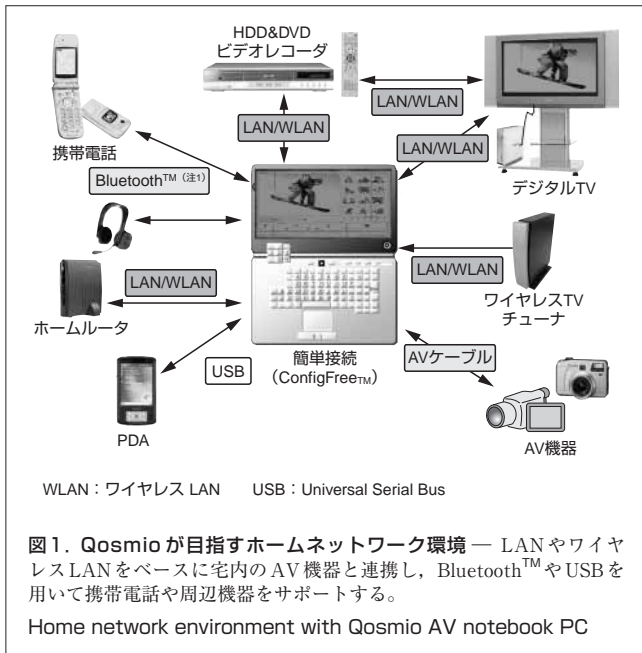 HDD&DVD
ビデオレコーダ
LAN/WLAN
LAN/WLAN
携帯電話
LAN/WLAN
デジタルTV
Bluetooth™（注1）
LAN/WLAN
LAN/WLAN
ホームルータ
ワイヤレスTV
チューナ
USB
簡単接続
（ConfigFree™）
AVケーブル
PDA
AV機器
WLAN：ワイヤレス LAN　USB：Universal Serial Bus
図1．Qosmioが目指すホームネットワーク環境 — LANやワイヤ
レスLANをベースに宅内のAV機器と連携し，Bluetooth™やUSBを
用いて携帯電話や周辺機器をサポートする。
Home network environment with Qosmio AV notebook PC